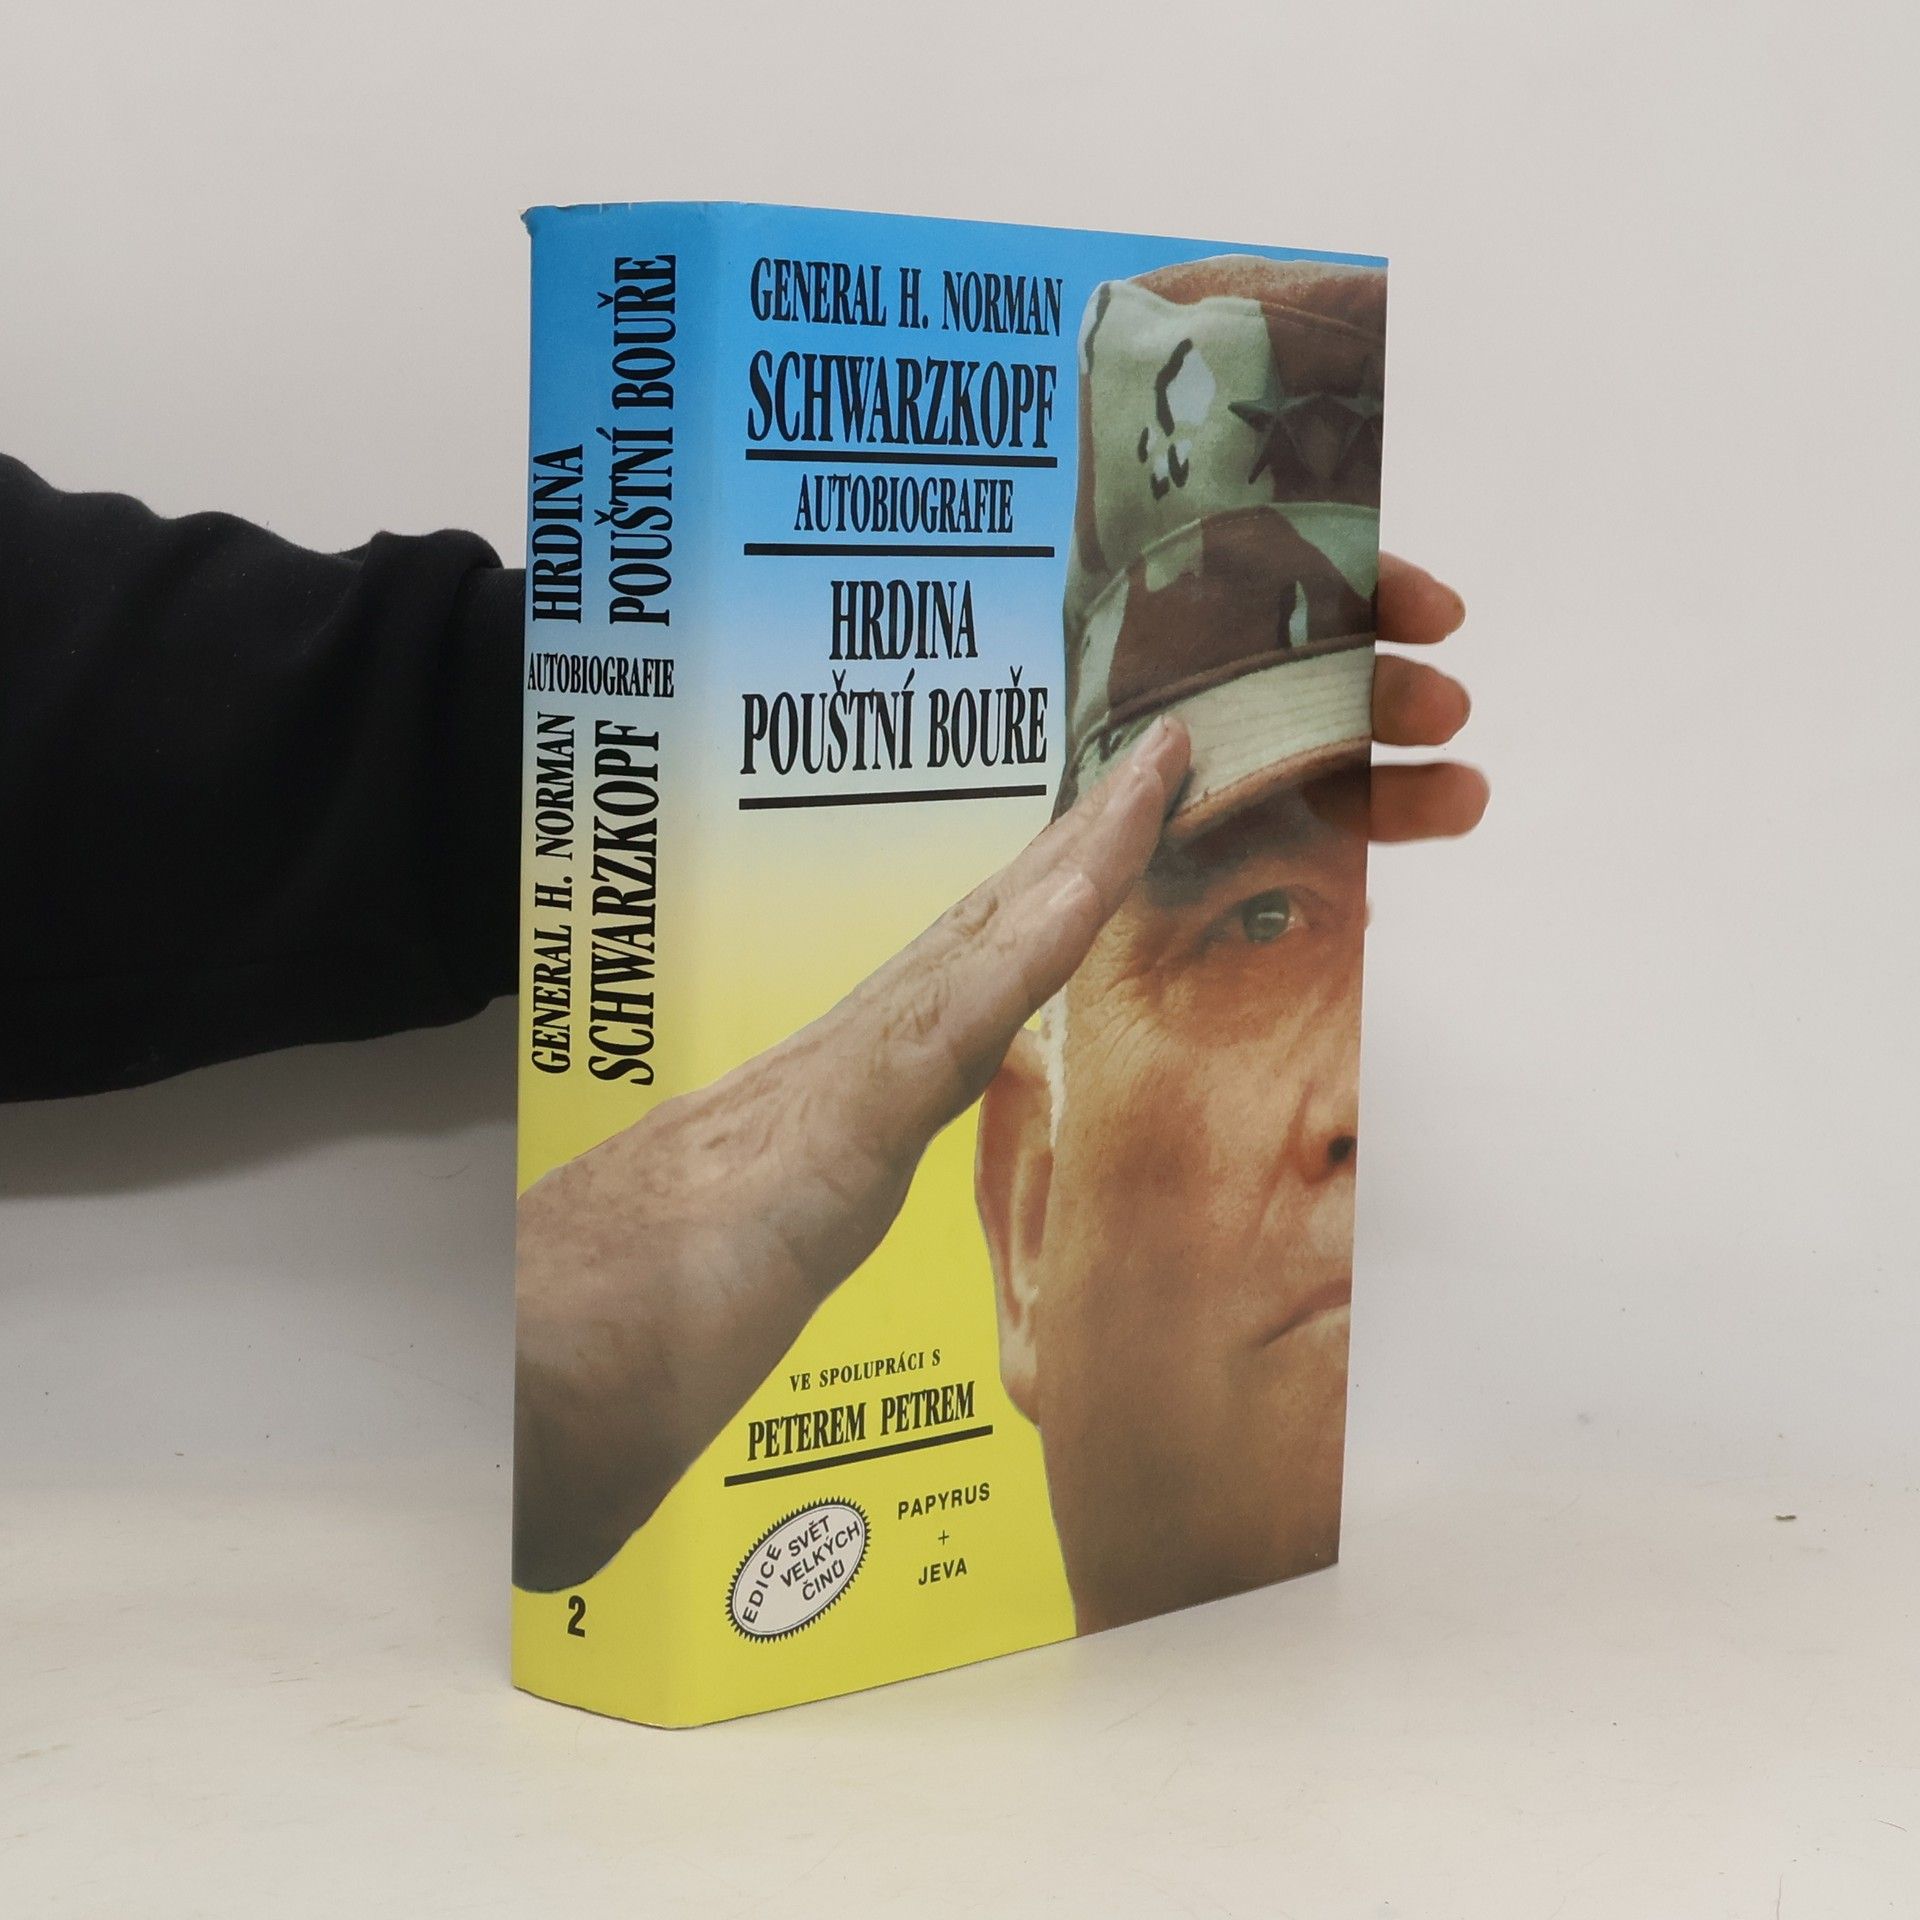 HRDINA
POUŠTNÍ BOUŘE
AUTOBIOGRAFIE
GENERAL H. NORMAN
SCHWARZKOPF
2
GENERAL H. NORMAN
SCHWARZKOPF
AUTOBIOGRAFIE
HRDINA
POUŠTNÍ BOUŘE
VE SPOLUPRÁCI S
PETEREM PETREM
EDICE SVĚT
VELKÝCH
ČINŮ
PAPYRUS
+
JEVA